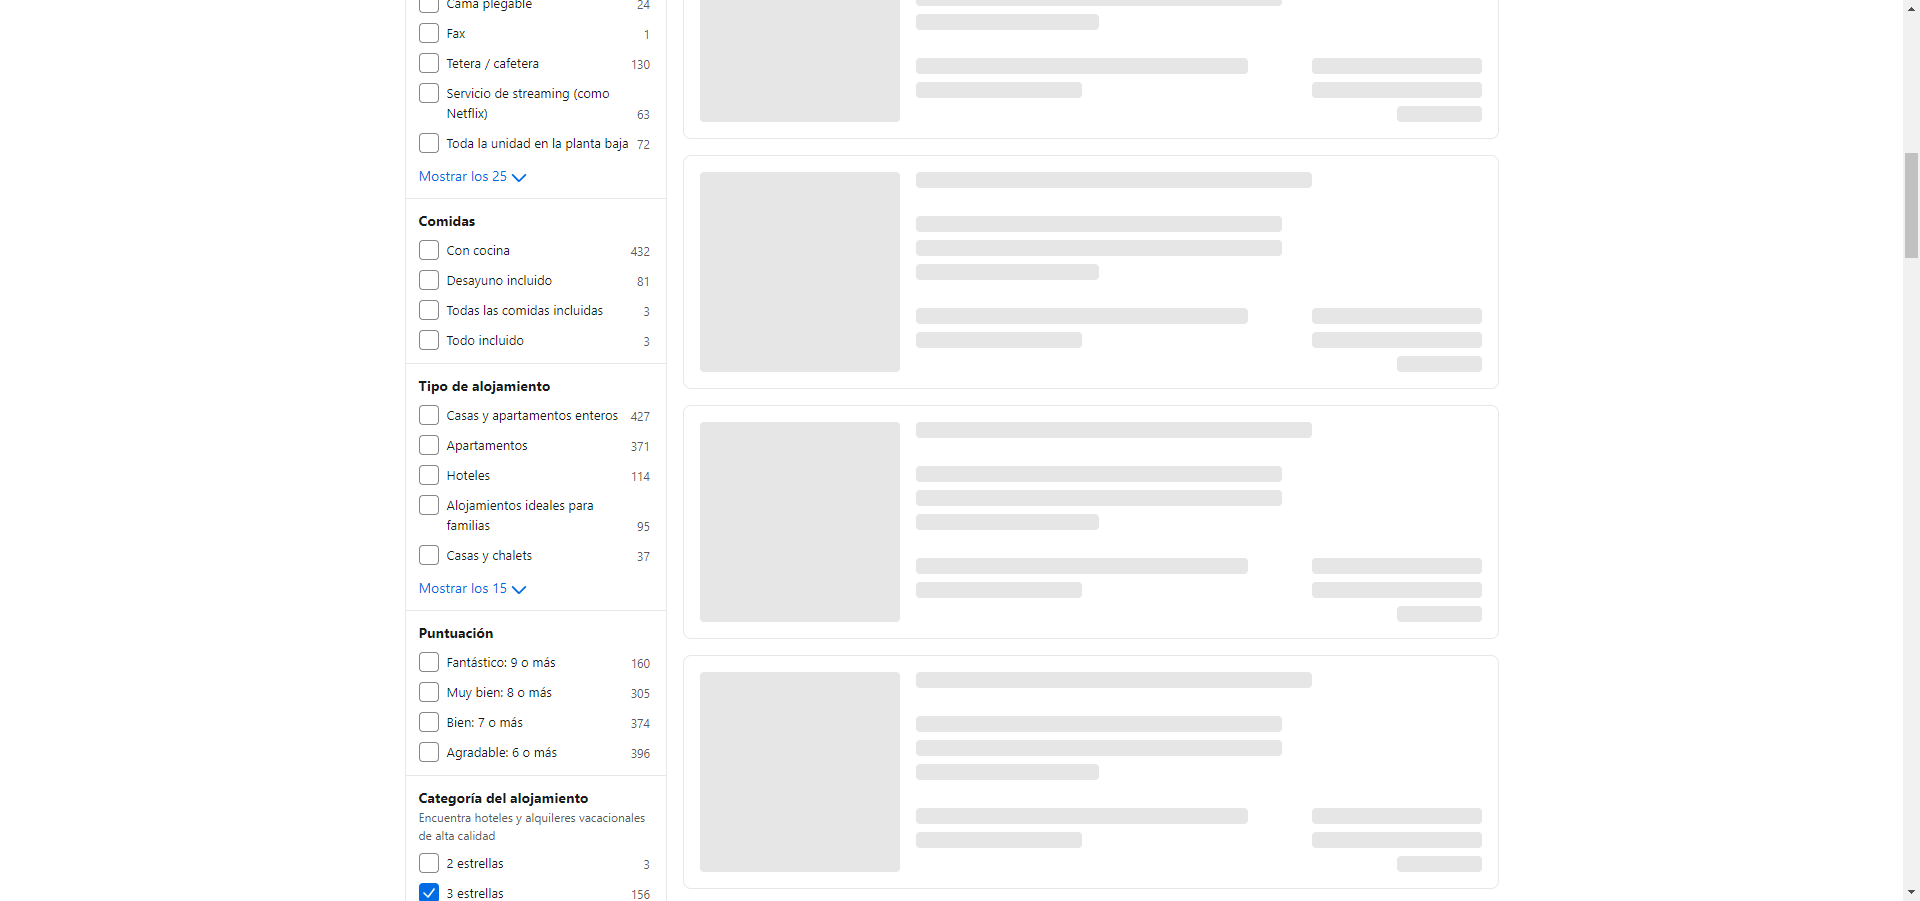 Cama plegable 24
Fax 1
Tetera / cafetera 130
Servicio de streaming (como
Netflix) 63
Toda la unidad en la planta baja 72
Mostrar los 25
Comidas
Con cocina 432
Desayuno incluido 81
Todas las comidas incluidas 3
Todo incluido 3
Tipo de alojamiento
Casas y apartamentos enteros 427
Apartamentos 371
Hoteles 114
Alojamientos ideales para
familias 95
Casas y chalets 37
Mostrar los 15
Puntuación
Fantástico: 9 o más 160
Muy bien: 8 o más 305
Bien: 7 o más 374
Agradable: 6 o más 396
Categoría del alojamiento
Encuentra hoteles y alquileres vacacionales
de alta calidad
2 estrellas 3
3 estrellas 156